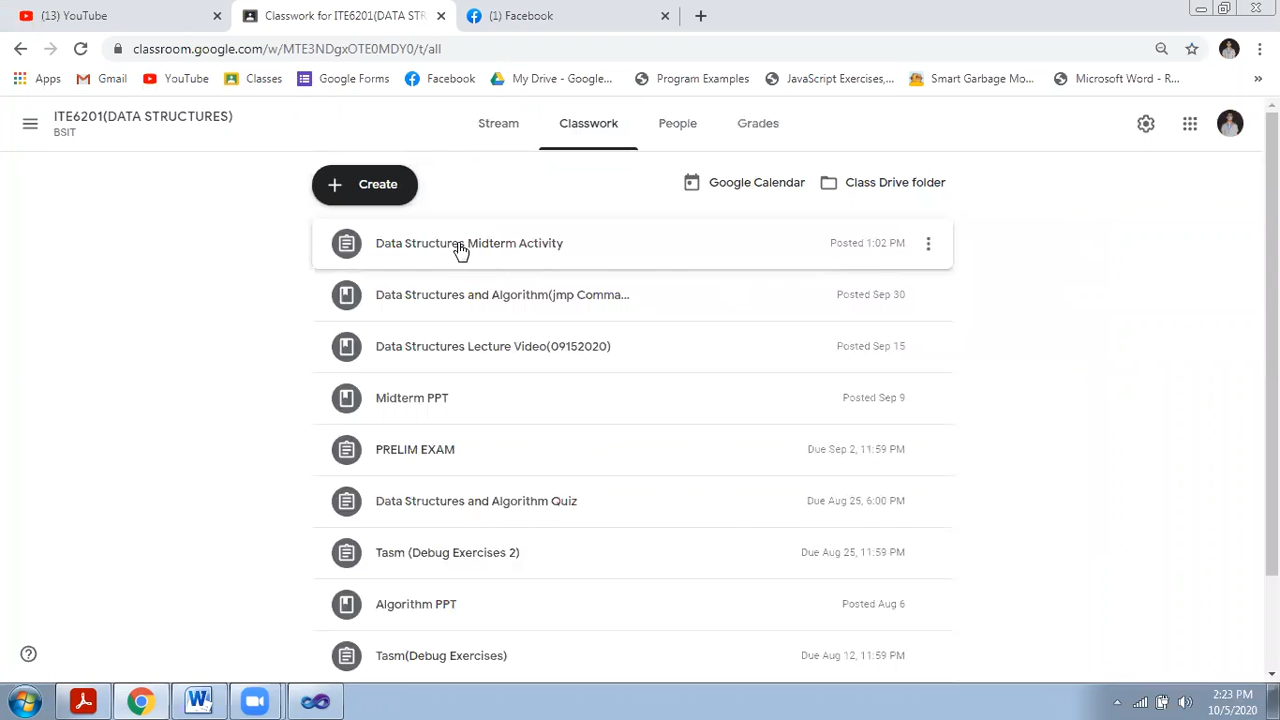 (13) YouTube
Classwork for ITE6201(DATA STR
(1) Facebook
classroom.google.com/w/MTE3NDgxOTE0MDY0/t/all
Apps
Gmail
YouTube
Classes
Google Forms
Facebook
My Drive - Google...
Program Examples
JavaScript Exercises,...
Smart Garbage Mo...
Microsoft Word - R...
»
ITE6201(DATA STRUCTURES)
BSIT
Stream
Classwork
People
Grades
+ Create
Google Calendar
Class Drive folder
Data Structures Midterm Activity
Posted 1:02 PM
Data Structures and Algorithm(jmp Comma...
Posted Sep 30
Data Structures Lecture Video(09152020)
Posted Sep 15
Midterm PPT
Posted Sep 9
PRELIM EXAM
Due Sep 2, 11:59 PM
Data Structures and Algorithm Quiz
Due Aug 25, 6:00 PM
Tasm (Debug Exercises 2)
Due Aug 25, 11:59 PM
Algorithm PPT
Posted Aug 6
Tasm(Debug Exercises)
Due Aug 12, 11:59 PM
2:23 PM
10/5/2020